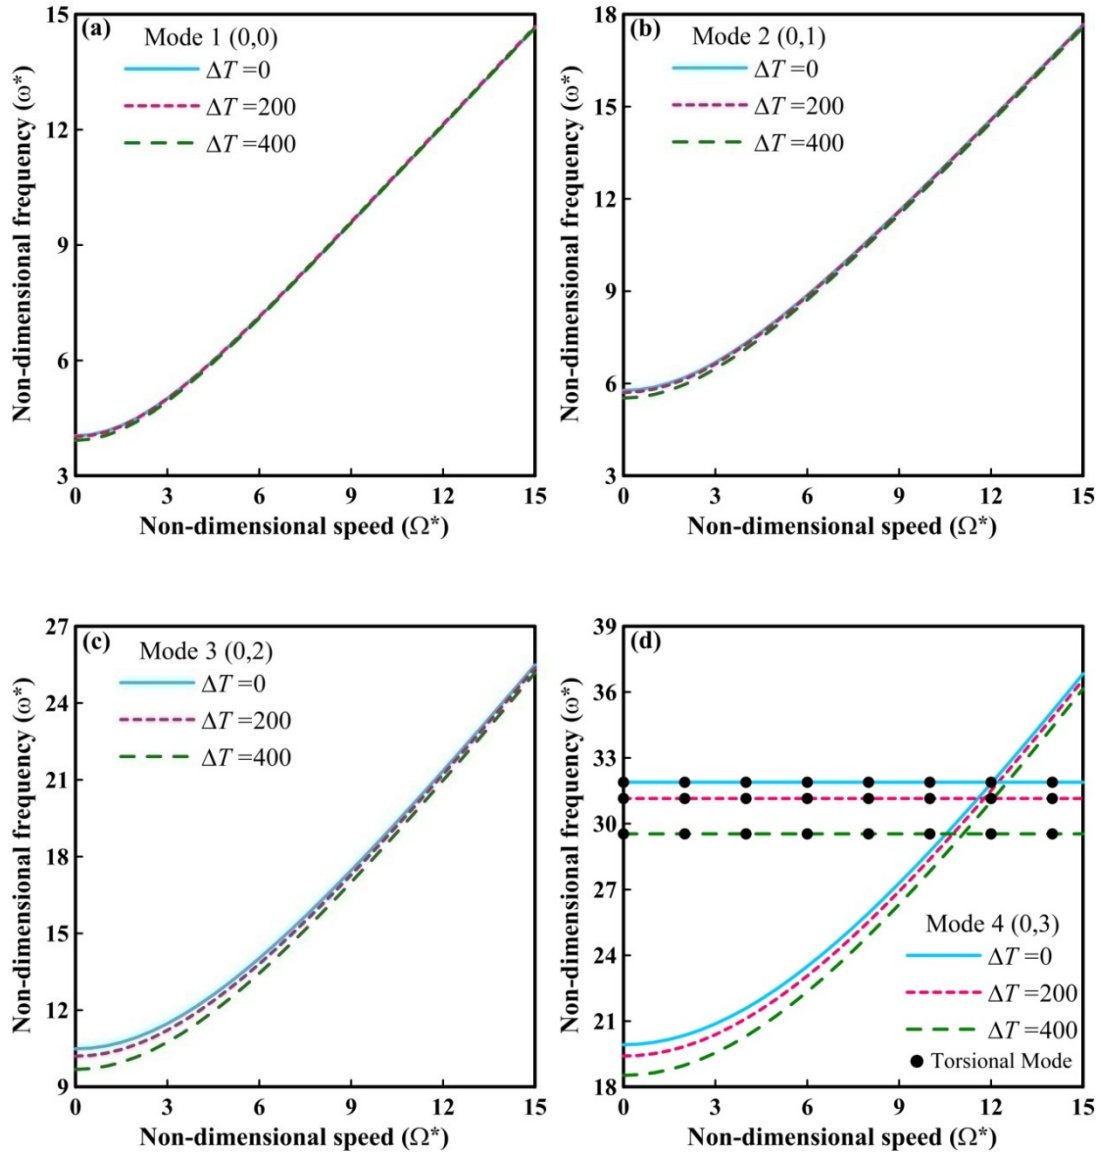 (a)
Mode 1 (0,0)
ΔT =0
ΔT =200
ΔT =400
Non-dimensional frequency (ω*)
15
12
9
6
3
0 3 6 9 12 15
Non-dimensional speed (Ω*)
(b)
Mode 2 (0,1)
ΔT =0
ΔT =200
ΔT =400
Non-dimensional frequency (ω*)
18
15
12
9
6
3
0 3 6 9 12 15
Non-dimensional speed (Ω*)
(c)
Mode 3 (0,2)
ΔT =0
ΔT =200
ΔT =400
Non-dimensional frequency (ω*)
27
24
21
18
15
12
9
0 3 6 9 12 15
Non-dimensional speed (Ω*)
(d)
Non-dimensional frequency (ω*)
39
36
33
30
27
24
21
18
Mode 4 (0,3)
ΔT =0
ΔT =200
ΔT =400
Torsional Mode
0 3 6 9 12 15
Non-dimensional speed (Ω*)